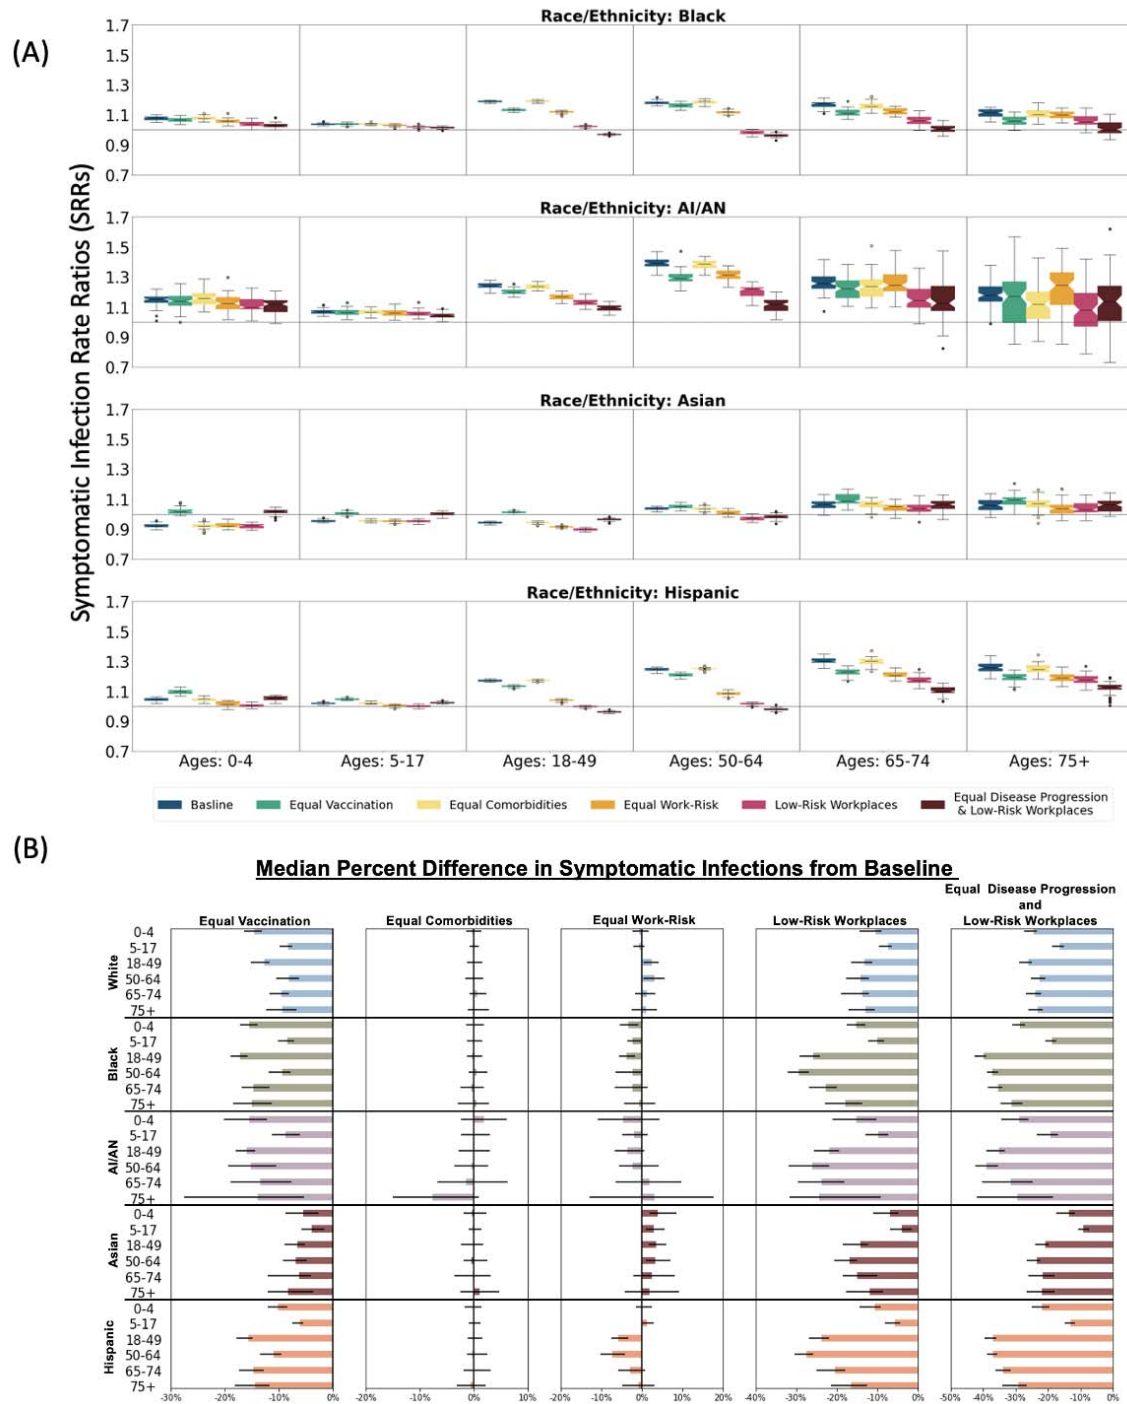 (A)
Symptomatic Infection Rate Ratios (SRRs)
Race/Ethnicity: Black
1.7
1.5
1.3
1.1
0.9
0.7
Race/Ethnicity: AI/AN
1.7
1.5
1.3
1.1
0.9
0.7
Race/Ethnicity: Asian
1.7
1.5
1.3
1.1
0.9
0.7
Race/Ethnicity: Hispanic
1.7
1.5
1.3
1.1
0.9
0.7
Ages: 0-4 Ages: 5-17 Ages: 18-49 Ages: 50-64 Ages: 65-74 Ages: 75+
Basline Equal Vaccination Equal Comorbidities Equal Work-Risk Low-Risk Workplaces Equal Disease Progression
& Low-Risk Workplaces
(B)
Median Percent Difference in Symptomatic Infections from Baseline
Equal Vaccination Equal Comorbidities Equal Work-Risk Low-Risk Workplaces Equal Disease Progression
and
Low-Risk Workplaces
White
0-4
5-17
18-49
50-64
65-74
75+
Black
0-4
5-17
18-49
50-64
65-74
75+
AI/AN
0-4
5-17
18-49
50-64
65-74
75+
Asian
0-4
5-17
18-49
50-64
65-74
75+
Hispanic
0-4
5-17
18-49
50-64
65-74
75+
-30% -20% -10% 0% -20% -10% 0% 10% 20% -20% -10% 0% 10% 20% -40% -30% -20% -10% 0% -50% -40% -30% -20% -10% 0%